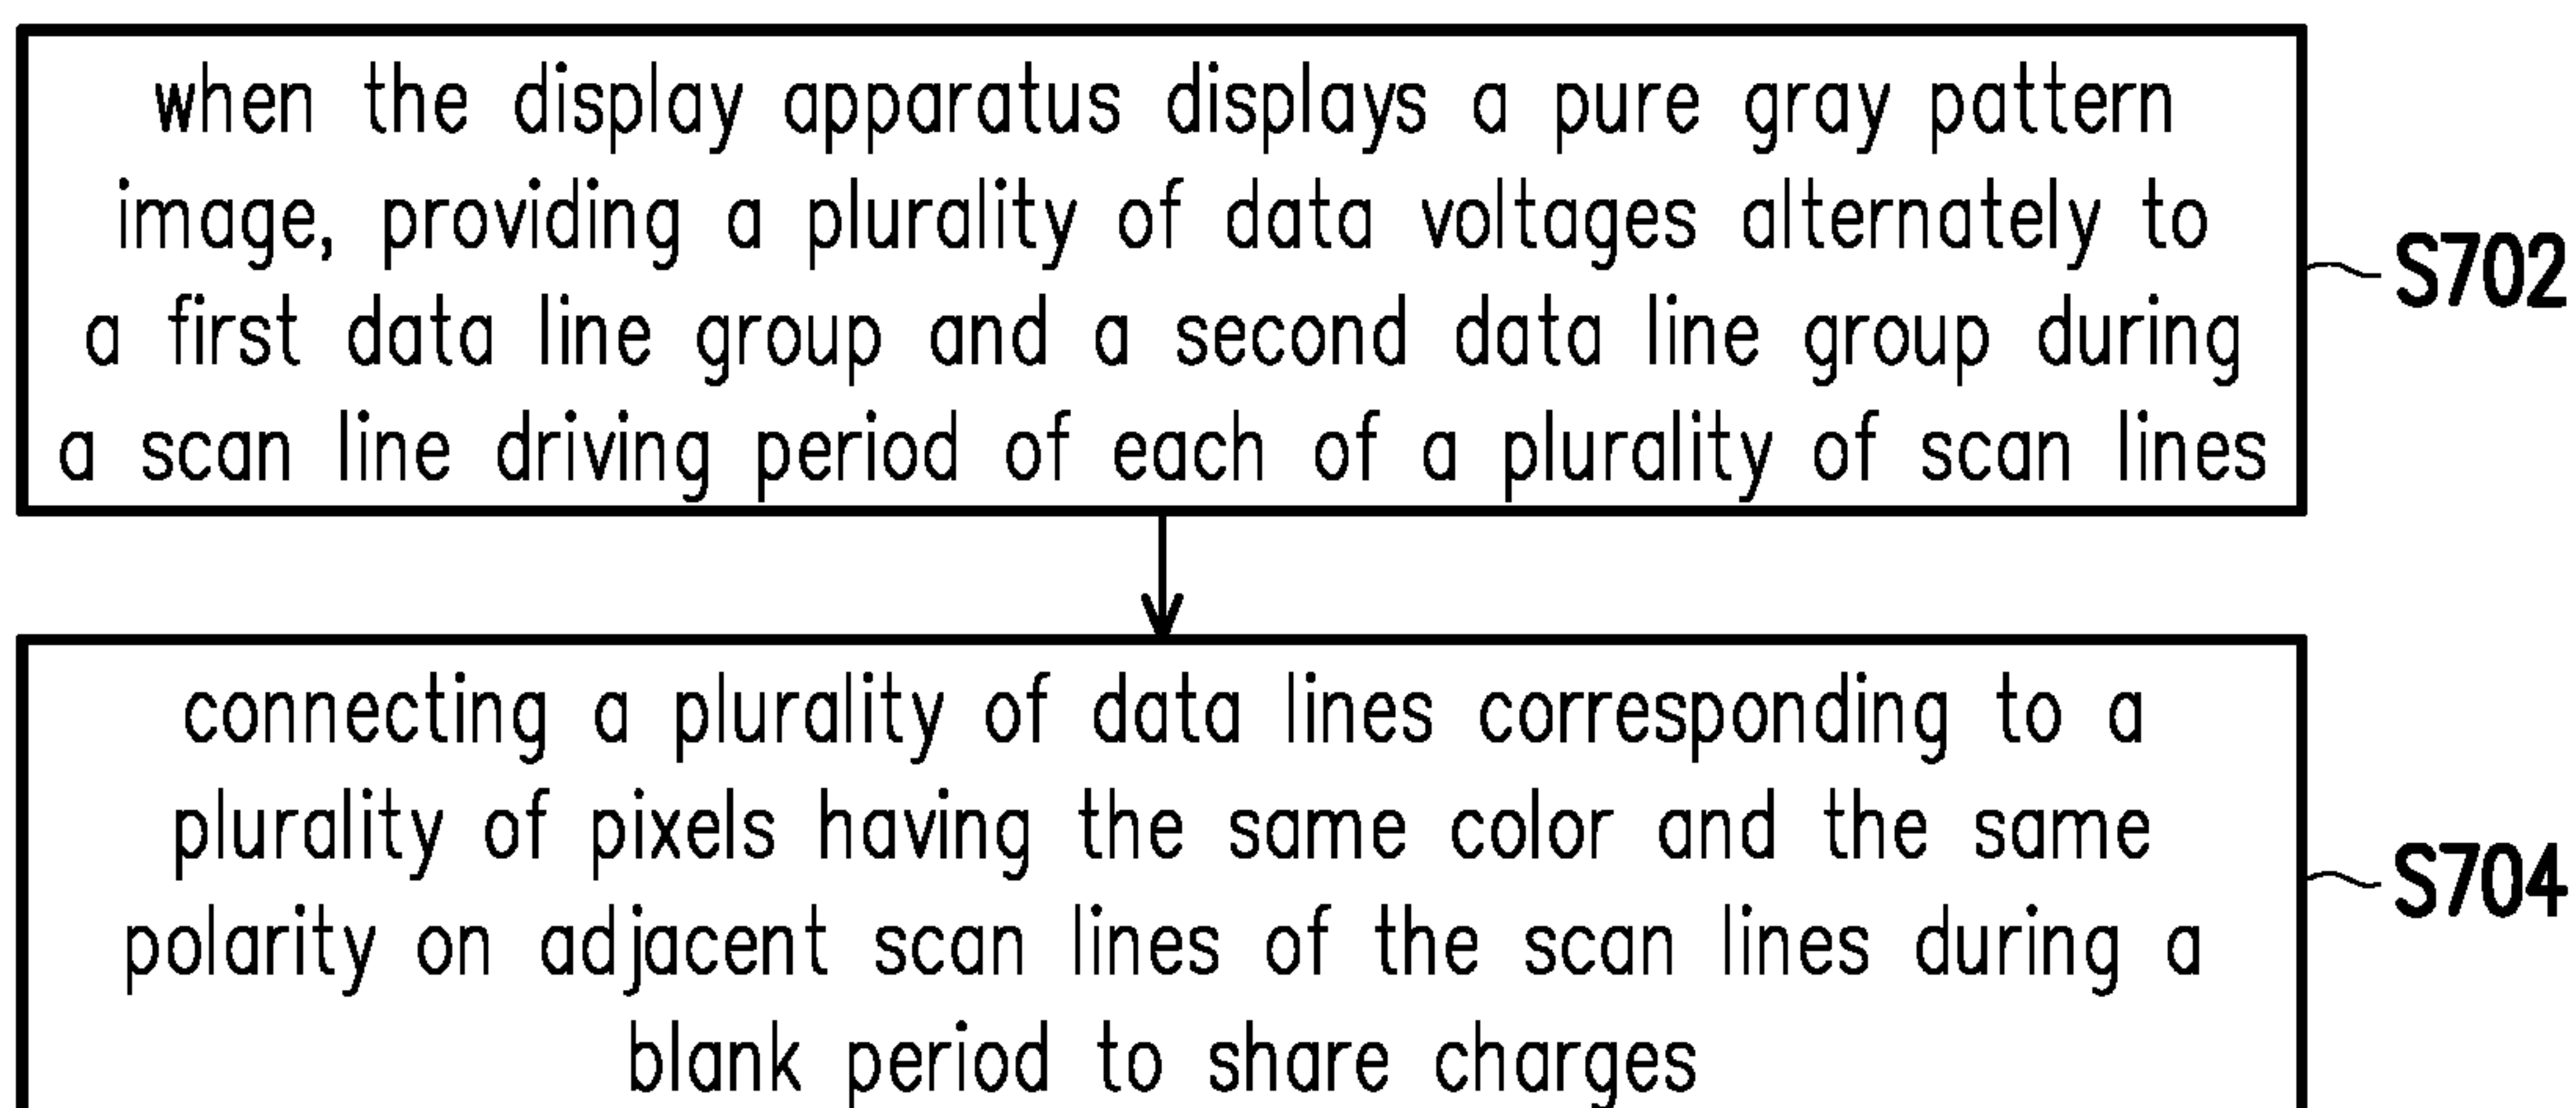 when the display apparatus displays a pure gray pattern
image, providing a plurality of data voltages alternately to
a first data line group and a second data line group during
a scan line driving period of each of a plurality of scan lines
S702
connecting a plurality of data lines corresponding to a
plurality of pixels having the same color and the same
polarity on adjacent scan lines of the scan lines during a
blank period to share charges
S704